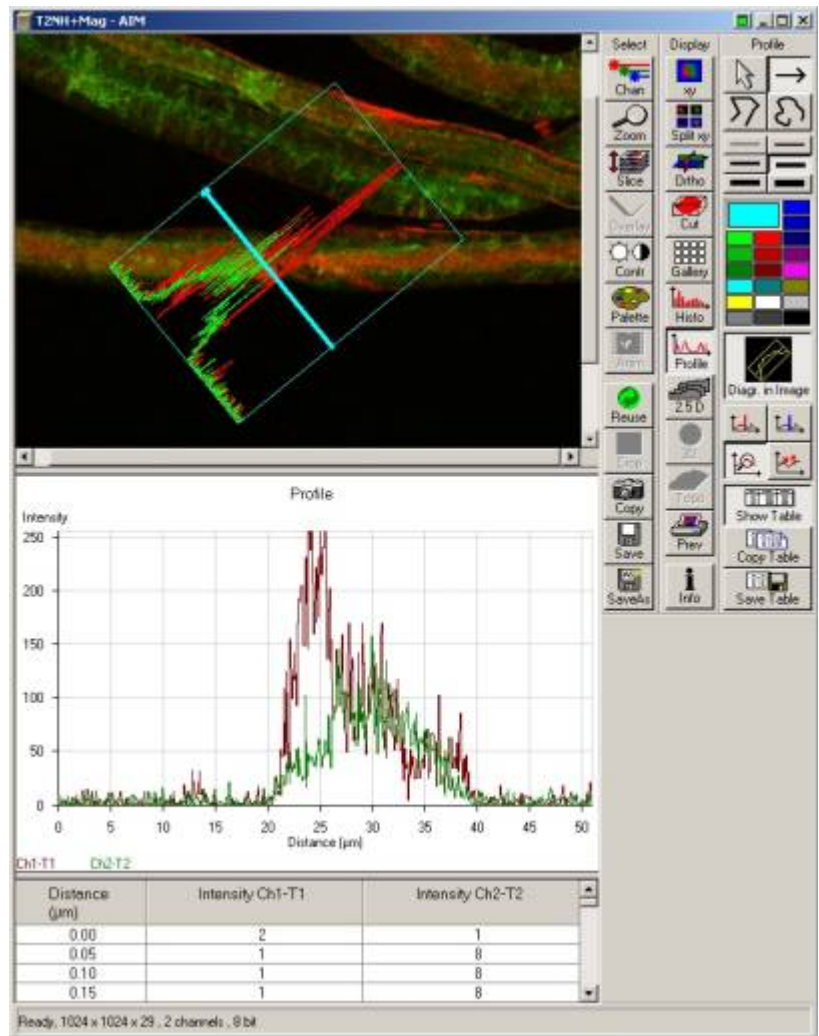 T2NH+Mag - AIM
Select
Display
Profile
Chan
xy
Zoom
Split xy
Slice
Ortho
Overlay
Cut
Contr
Gallery
Palette
Histo
Anim
Profile
Diagr. in Image
Reuse
2.5 D
Crop
3D
Copy
Topo
Show Table
Save
Prev
Copy Table
SaveAs
Info
Save Table
Profile
Intensity
250
200
150
100
50
0
0 5 10 15 20 25 30 35 40 45 50
Distance (µm)
Ch1-T1 Ch2-T2
Distance (µm) Intensity Ch1-T1 Intensity Ch2-T2
0.00 2 1
0.05 1 8
0.10 1 8
0.15 1 8
Ready, 1024 x 1024 x 29 , 2 channels , 8 bit